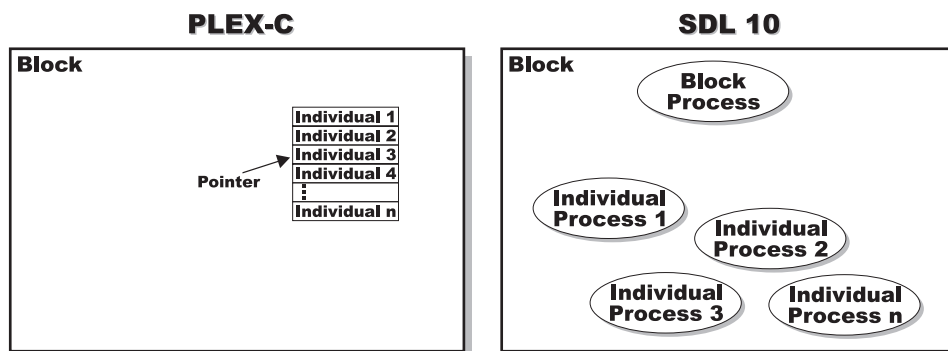 PLEX-C
Block
Individual 1
Individual 2
Individual 3
Individual 4
Individual n
Pointer
SDL 10
Block
Block
Process
Individual
Process 1
Individual
Process 2
Individual
Process 3
Individual
Process n